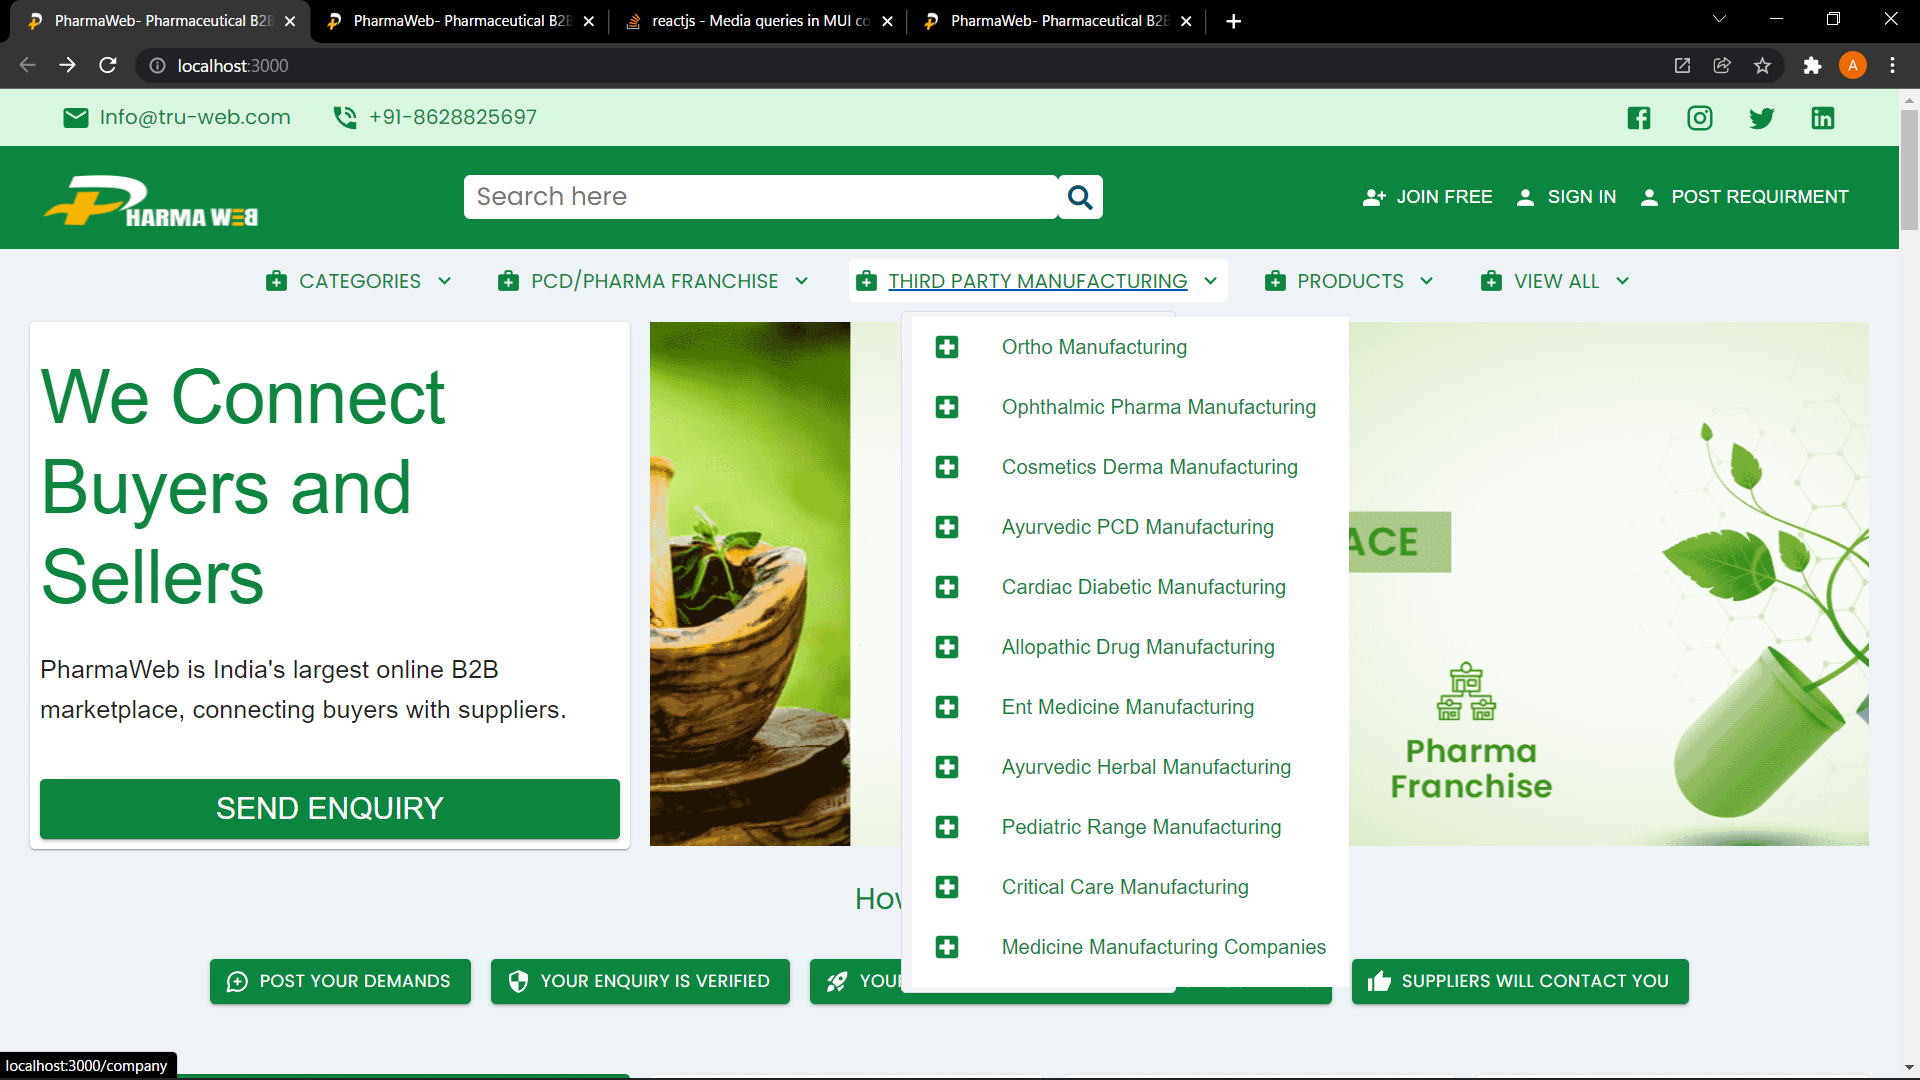 PharmaWeb- Pharmaceutical B2B
PharmaWeb- Pharmaceutical B2B
reactjs - Media queries in MUI co
PharmaWeb- Pharmaceutical B2B
localhost:3000
Info@tru-web.com
+91-8628825697
PHARMA WEB
Search here
JOIN FREE
SIGN IN
POST REQUIRMENT
CATEGORIES
PCD/PHARMA FRANCHISE
THIRD PARTY MANUFACTURING
PRODUCTS
VIEW ALL
We Connect
Buyers and
Sellers
PharmaWeb is India's largest online B2B
marketplace, connecting buyers with suppliers.
SEND ENQUIRY
Ortho Manufacturing
Ophthalmic Pharma Manufacturing
Cosmetics Derma Manufacturing
Ayurvedic PCD Manufacturing
Cardiac Diabetic Manufacturing
Allopathic Drug Manufacturing
Ent Medicine Manufacturing
Ayurvedic Herbal Manufacturing
Pediatric Range Manufacturing
Critical Care Manufacturing
Medicine Manufacturing Companies
ACE
Pharma
Franchise
POST YOUR DEMANDS
YOUR ENQUIRY IS VERIFIED
SUPPLIERS WILL CONTACT YOU
localhost:3000/company
A